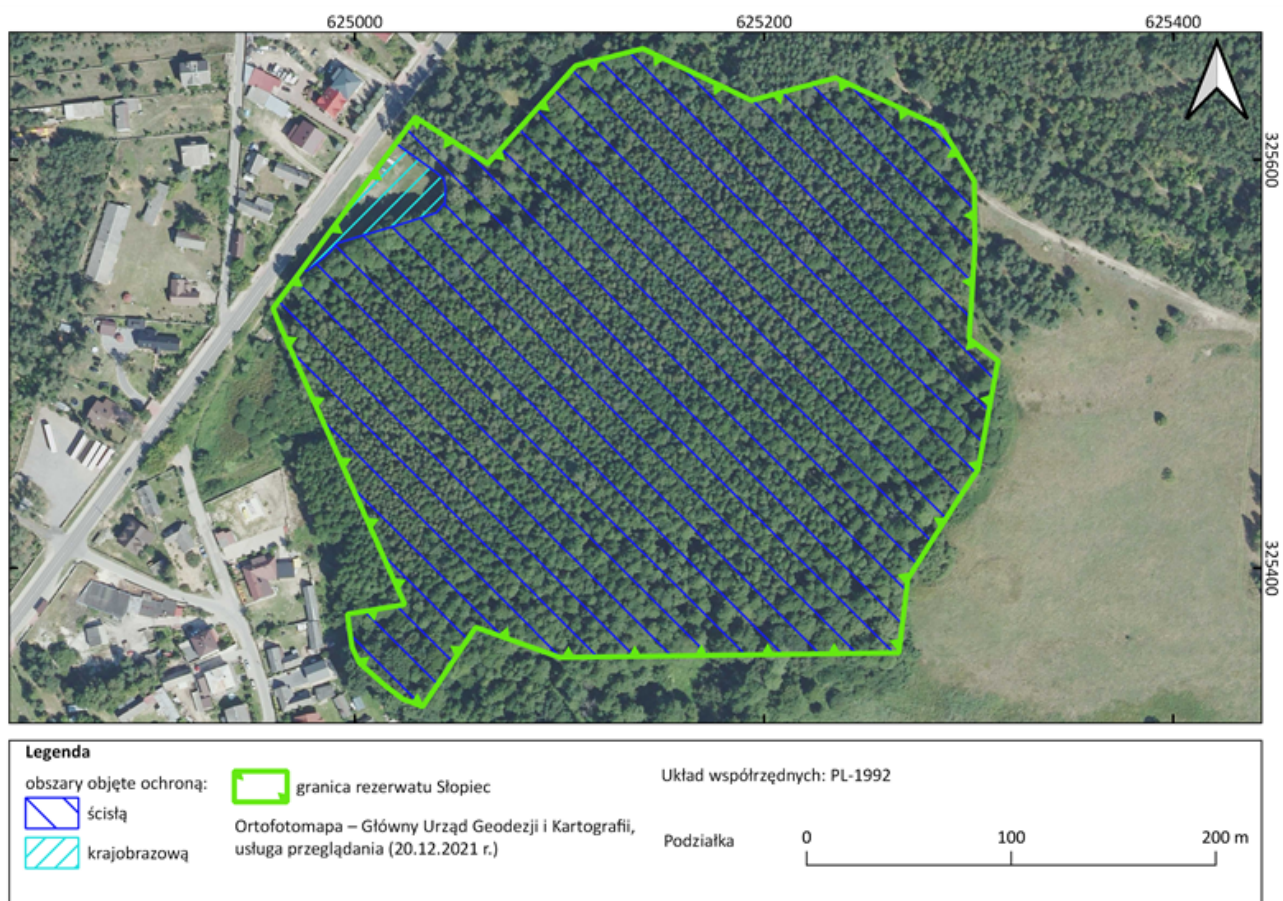 625000
625200
625400
325600
325400
Legenda
obszary objęte ochroną:
ścisłą
krajobrazową
granica rezerwatu Słopiec
Ortofotomapa – Główny Urząd Geodezji i Kartografii,
usługa przeglądania (20.12.2021 r.)
Układ współrzędnych: PL-1992
Podziałka
0
100
200 m